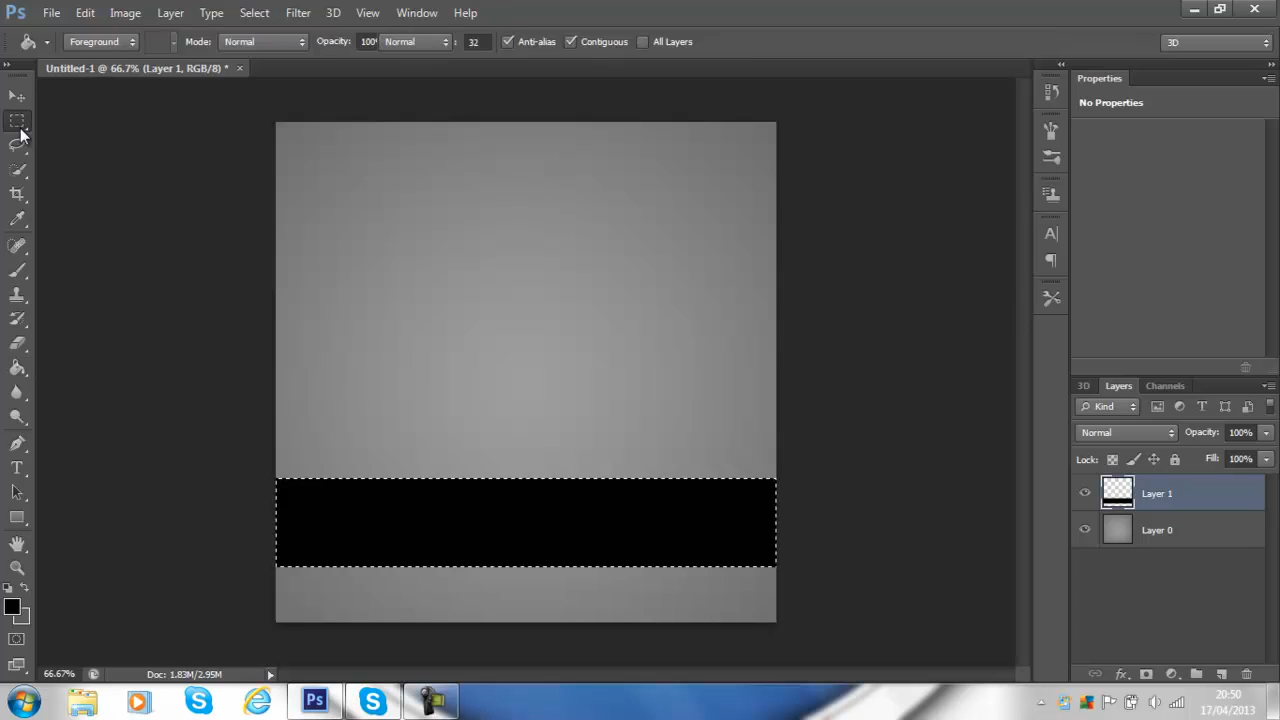 Ps File Edit Image Layer Type Select Filter 3D View Window Help
Foreground Mode: Normal Opacity: 100 Normal : 32 Anti-alias Contiguous All Layers 3D
Untitled-1 @ 66.7% (Layer 1, RGB/8) * ×
Properties
No Properties
3D Layers Channels
Kind
Normal Opacity: 100%
Lock: Fill: 100%
Layer 1
Layer 0
66.67% Doc: 1.83M/2.95M
Ps
20:50
17/04/2013